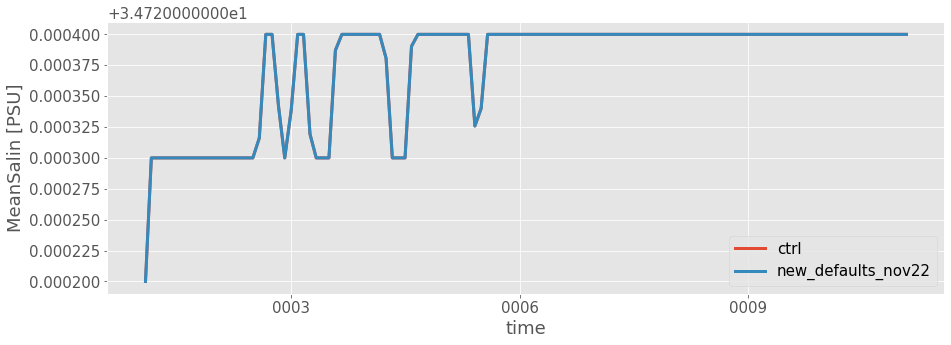 +3.4720000000e1
0.000400
0.000375
0.000350
0.000325
0.000300
0.000275
0.000250
0.000225
0.000200
MeanSalin [PSU]
ctrl
new_defaults_nov22
0003 0006 0009
time